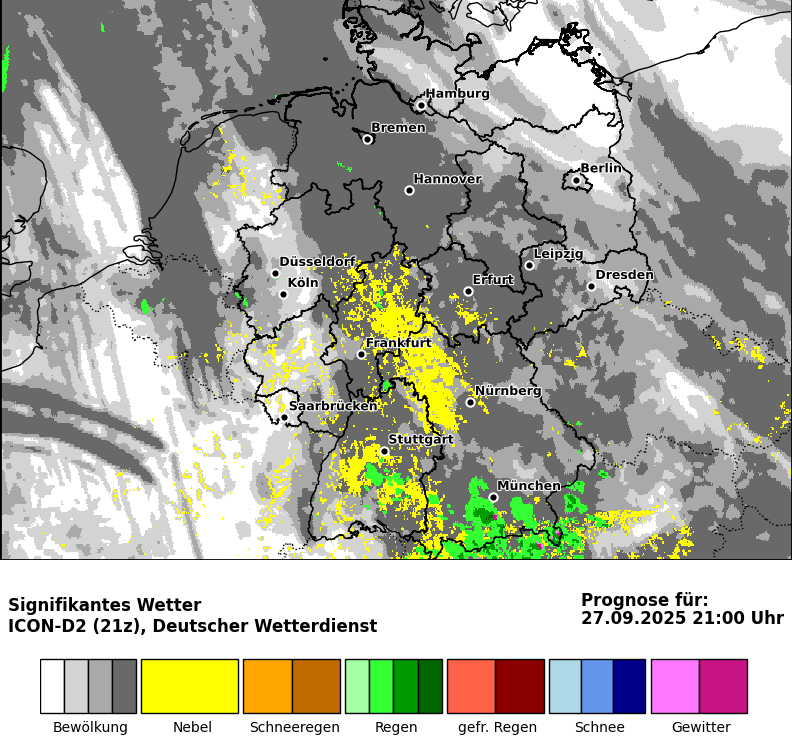 Hamburg
Bremen
Berlin
Hannover
Leipzig
Düsseldorf
Dresden
Köln
Erfurt
Frankfurt
Nürnberg
Saarbrücken
Stuttgart
München
Signifikantes Wetter
ICON-D2 (21z), Deutscher Wetterdienst
Prognose für:
27.09.2025 21:00 Uhr
Bewölkung
Nebel
Schneeregen
Regen
gefr. Regen
Schnee
Gewitter